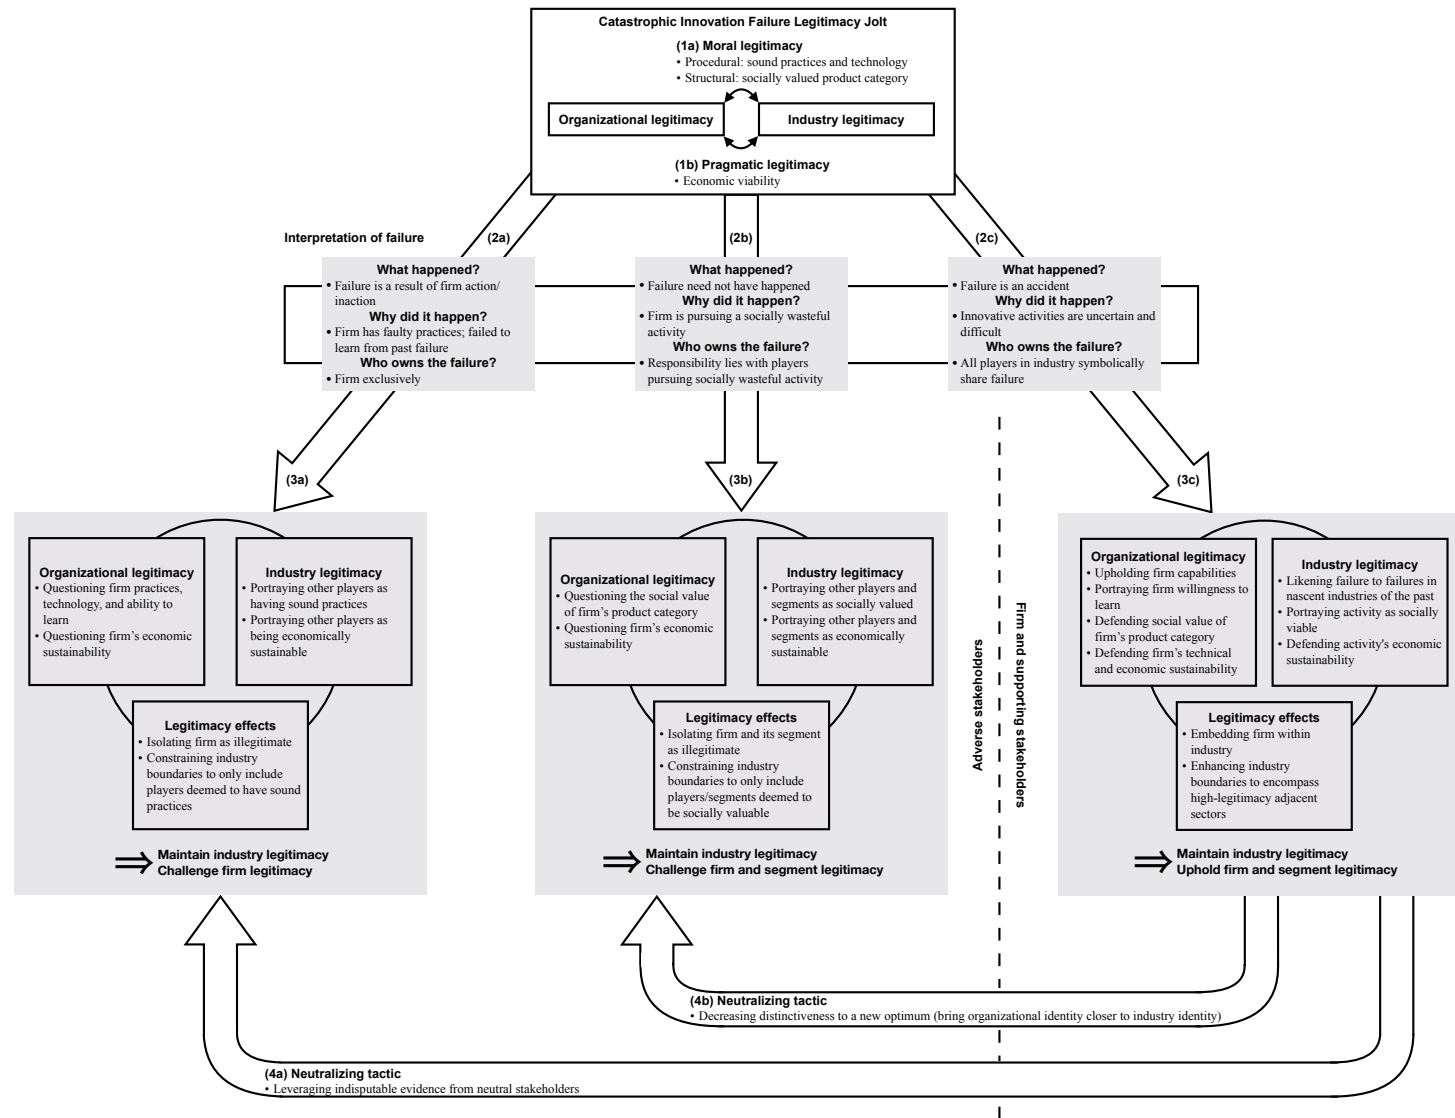 Catastrophic Innovation Failure Legitimacy Jolt
(1a) Moral legitimacy
• Procedural: sound practices and technology
• Structural: socially valued product category
Organizational legitimacy
Industry legitimacy
(1b) Pragmatic legitimacy
• Economic viability
Interpretation of failure
(2a)
(2b)
(2c)
What happened?
• Failure is a result of firm action/
inaction
Why did it happen?
• Firm has faulty practices; failed to
learn from past failure
Who owns the failure?
• Firm exclusively
What happened?
• Failure need not have happened
Why did it happen?
• Firm is pursuing a socially wasteful
activity
Who owns the failure?
• Responsibility lies with players
pursuing socially wasteful activity
What happened?
• Failure is an accident
Why did it happen?
• Innovative activities are uncertain and
difficult
Who owns the failure?
• All players in industry symbolically
share failure
(3a)
(3b)
(3c)
Organizational legitimacy
• Questioning firm practices,
technology, and ability to
learn
• Questioning firm's economic
sustainability
Industry legitimacy
• Portraying other players as
having sound practices
• Portraying other players as
being economically
sustainable
Legitimacy effects
• Isolating firm as illegitimate
• Constraining industry
boundaries to only include
players deemed to have sound
practices
⇒ Maintain industry legitimacy
Challenge firm legitimacy
Organizational legitimacy
• Questioning the social value
of firm's product category
• Questioning firm's economic
sustainability
Industry legitimacy
• Portraying other players and
segments as socially valued
• Portraying other players and
segments as economically
sustainable
Legitimacy effects
• Isolating firm and its segment
as illegitimate
• Constraining industry
boundaries to only include
players/segments deemed to
be socially valuable
⇒ Maintain industry legitimacy
Challenge firm and segment legitimacy
Adverse stakeholders
Firm and supporting stakeholders
Organizational legitimacy
• Upholding firm capabilities
• Portraying firm willingness to
learn
• Defending social value of
firm's product category
• Defending firm's technical
and economic sustainability
Industry legitimacy
• Likening failure to failures in
nascent industries of the past
• Portraying activity as socially
viable
• Defending activity's economic
sustainability
Legitimacy effects
• Embedding firm within
industry
• Enhancing industry
boundaries to encompass
high-legitimacy adjacent
sectors
⇒ Maintain industry legitimacy
Uphold firm and segment legitimacy
(4b) Neutralizing tactic
• Decreasing distinctiveness to a new optimum (bring organizational identity closer to industry identity)
(4a) Neutralizing tactic
• Leveraging indisputable evidence from neutral stakeholders